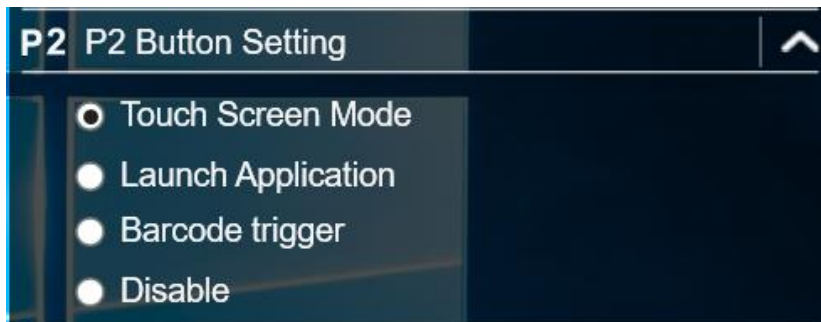 P2 P2 Button Setting
Touch Screen Mode
Launch Application
Barcode trigger
Disable